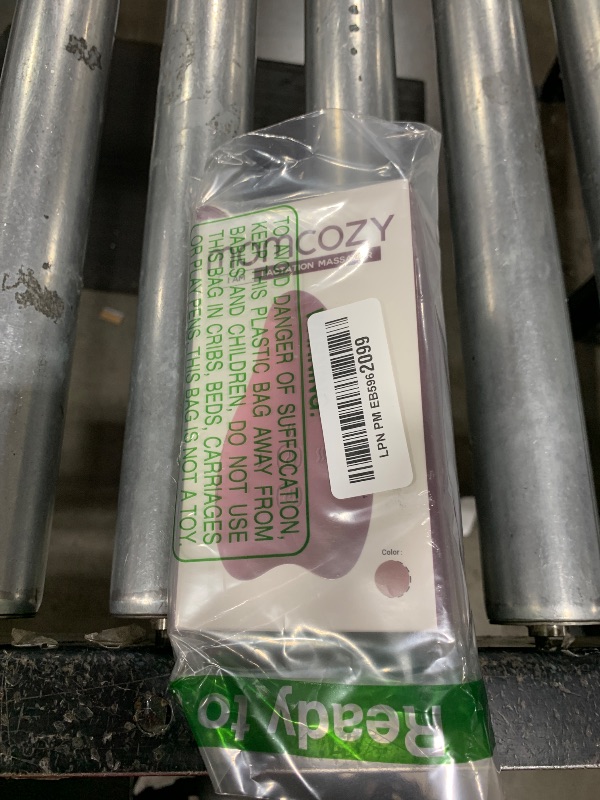 MOMCOZY
LACTATION MASSAGER
WARNING:
TO AVOID DANGER OF SUFFOCATION,
KEEP THIS PLASTIC BAG AWAY FROM
BABIES AND CHILDREN. DO NOT USE
THIS BAG IN CRIBS, BEDS, CARRIAGES
OR PLAYPENS. THIS BAG IS NOT A TOY.
LPN PM EB5962099
Color:
Ready to